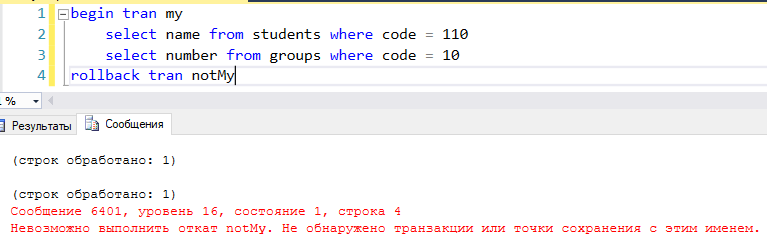 1 begin tran my
2 select name from students where code = 110
3 select number from groups where code = 10
4 rollback tran notMy
%
Результаты Сообщения
(строк обработано: 1)
(строк обработано: 1)
Сообщение 6401, уровень 16, состояние 1, строка 4
Невозможно выполнить откат notMy. Не обнаружено транзакции или точки сохранения с этим именем.